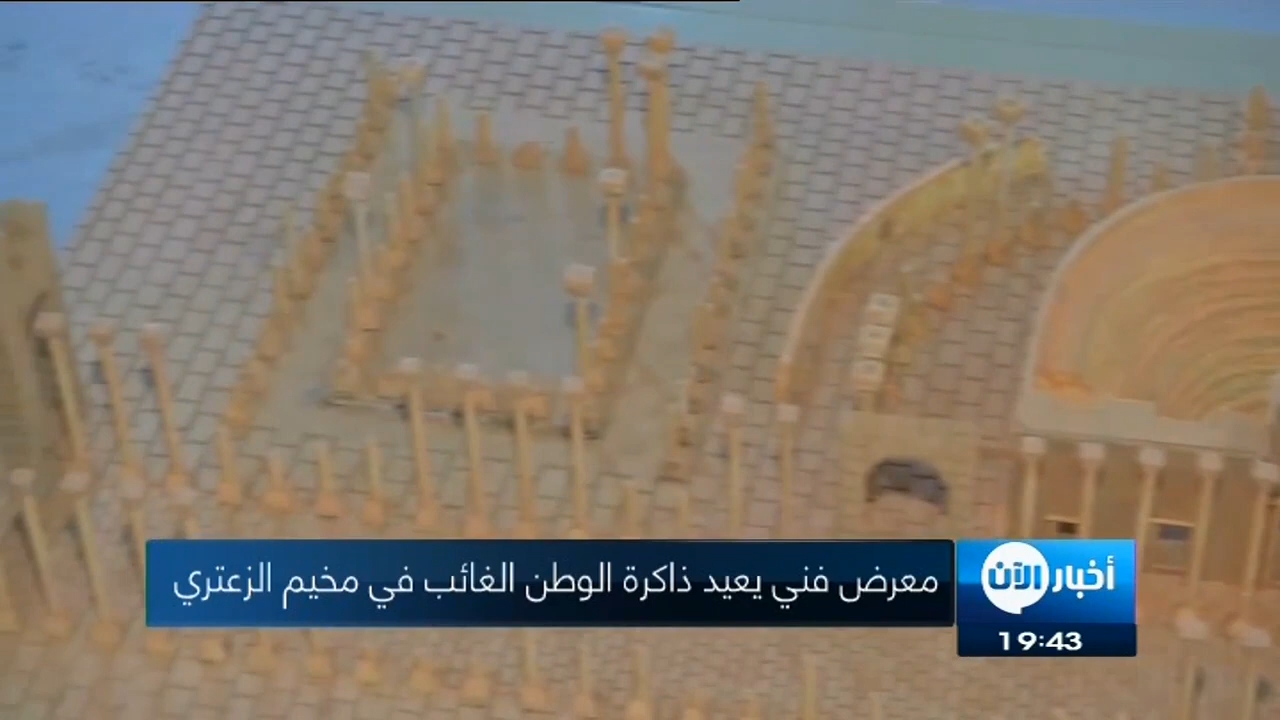 معرض فني يعيد ذاكرة الوطن الغائب في مخيم الزعتري
أخبار الآن
19:43